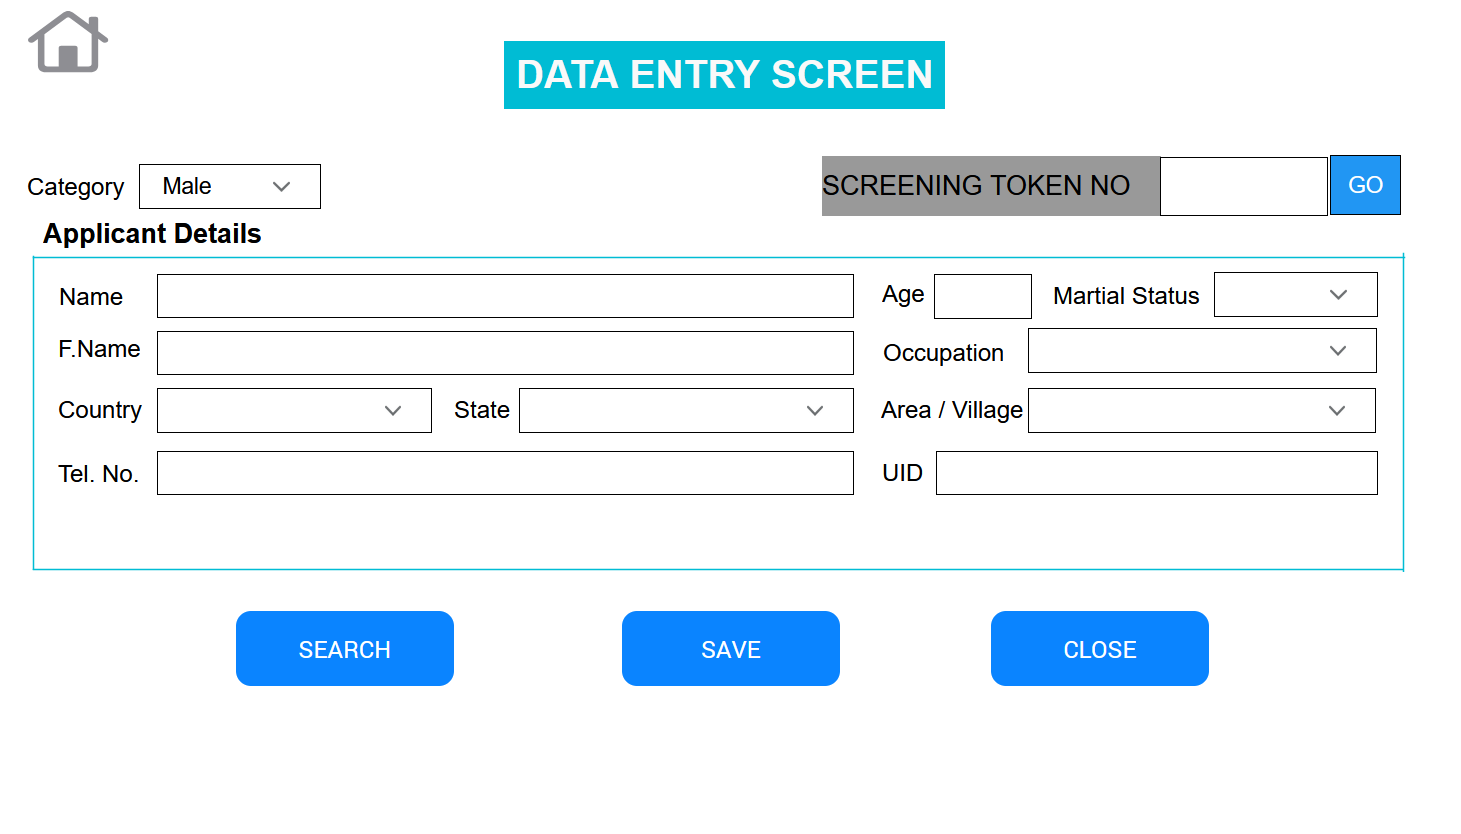 DATA ENTRY SCREEN
Category Male SCREENING TOKEN NO GO
Applicant Details
Name Age Martial Status
F.Name Occupation
Country State Area / Village
Tel. No. UID
SEARCH SAVE CLOSE